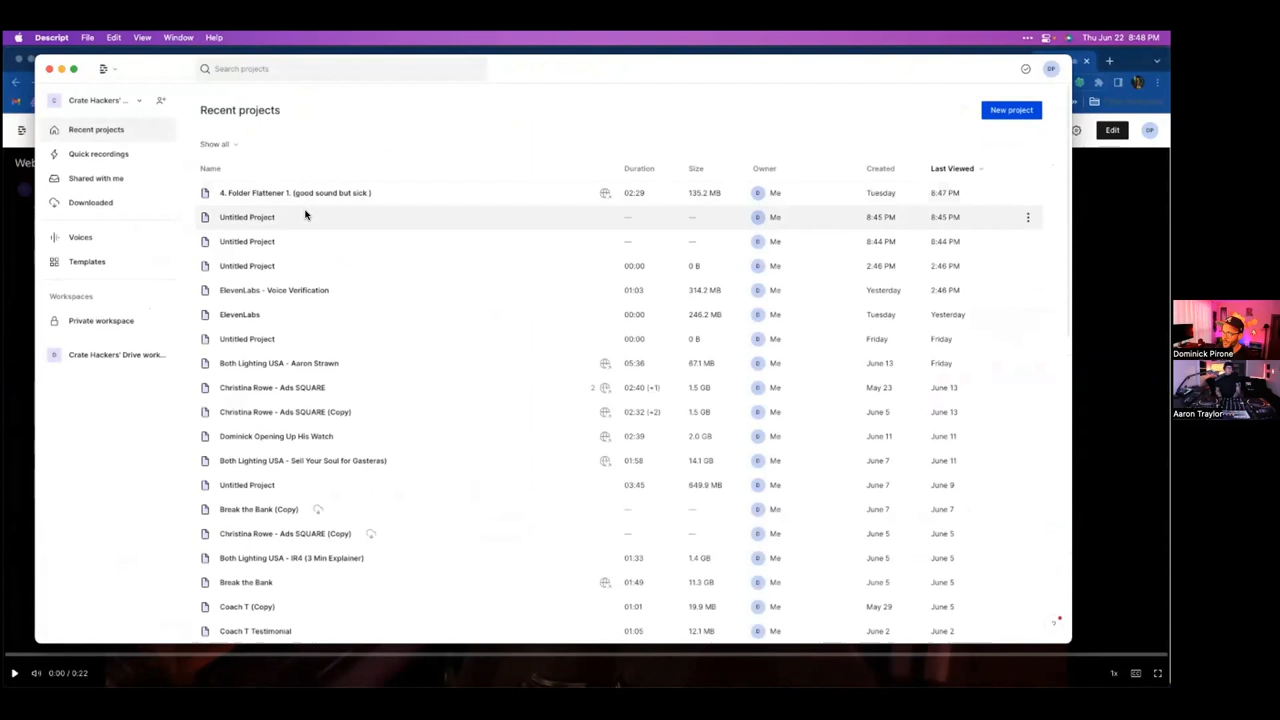 Descript File Edit View Window Help ••• Thu Jun 22 8:48 PM
Search projects DP
Crate Hackers' ...
Recent projects
Quick recordings
Shared with me
Downloaded
Voices
Templates
Workspaces
Private workspace
D Crate Hackers' Drive work...
Recent projects New project
Show all
Name Duration Size Owner Created Last Viewed
4. Folder Flattener 1. (good sound but sick ) 02:29 135.2 MB D Me Tuesday 8:47 PM
Untitled Project — — D Me 8:45 PM 8:45 PM
Untitled Project — — D Me 8:44 PM 8:44 PM
Untitled Project 00:00 0 B D Me 2:46 PM 2:46 PM
ElevenLabs - Voice Verification 01:03 314.2 MB D Me Yesterday 2:46 PM
ElevenLabs 00:00 246.2 MB D Me Tuesday Yesterday
Untitled Project 00:00 0 B D Me Friday Friday
Both Lighting USA - Aaron Strawn 05:36 671 MB D Me June 13 Friday
Christina Rowe - Ads SQUARE 2 02:40 (+1) 1.5 GB D Me May 23 June 13
Christina Rowe - Ads SQUARE (Copy) 02:32 (+2) 1.5 GB D Me June 5 June 13
Dominick Opening Up His Watch 02:39 2.0 GB D Me June 11 June 11
Both Lighting USA - Sell Your Soul for Gasteras) 01:58 14.1 GB D Me June 7 June 11
Untitled Project 03:45 649.9 MB D Me June 7 June 9
Break the Bank (Copy) — — D Me June 7 June 5
Christina Rowe - Ads SQUARE (Copy) — — D Me June 5 June 5
Both Lighting USA - IR4 (3 Min Explainer) 01:33 1.4 GB D Me June 5 June 5
Break the Bank 01:49 11.3 GB D Me June 5 June 5
Coach T (Copy) 01:01 19.9 MB D Me May 29 June 5
Coach T Testimonial 01:05 12.1 MB D Me June 2 June 2
?
Edit DP
Web
Dominick Pirone
Aaron Traylor
0:00 / 0:22 1x CC